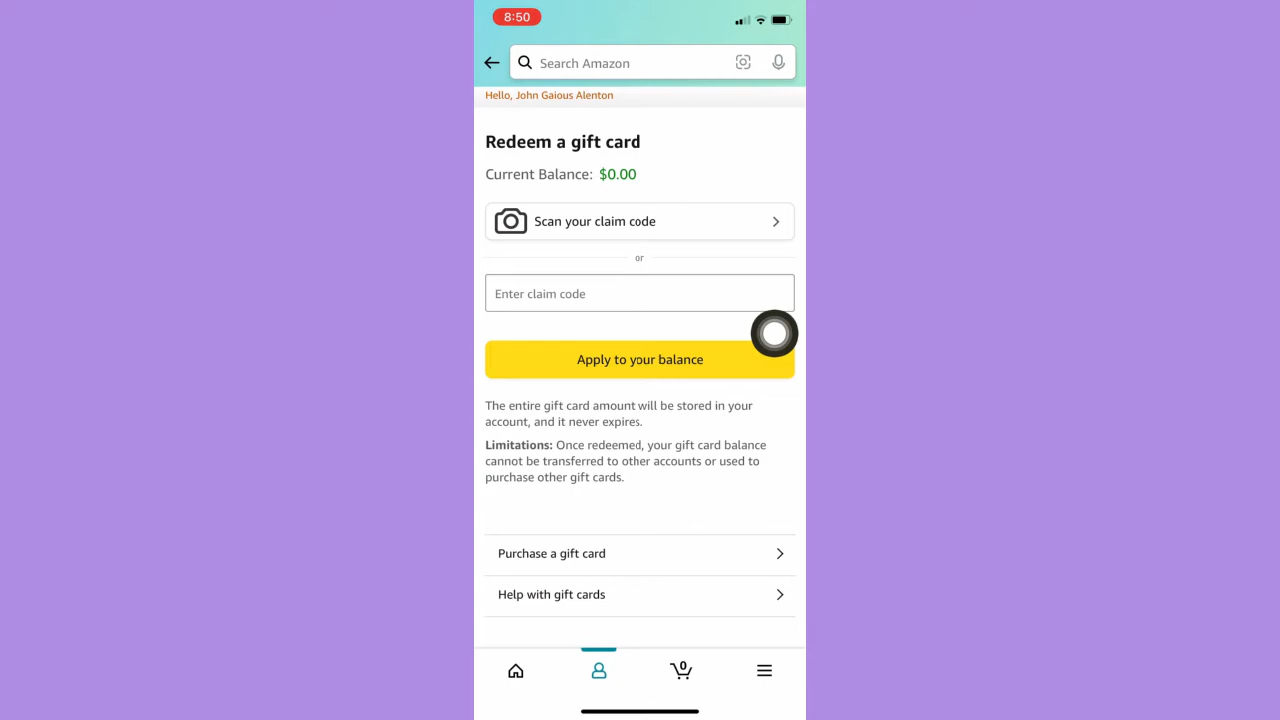 8:50
Search Amazon
Hello, John Gaious Alenton
Redeem a gift card
Current Balance: $0.00
Scan your claim code
or
Enter claim code
Apply to your balance
The entire gift card amount will be stored in your
account, and it never expires.
Limitations: Once redeemed, your gift card balance
cannot be transferred to other accounts or used to
purchase other gift cards.
Purchase a gift card
Help with gift cards
0